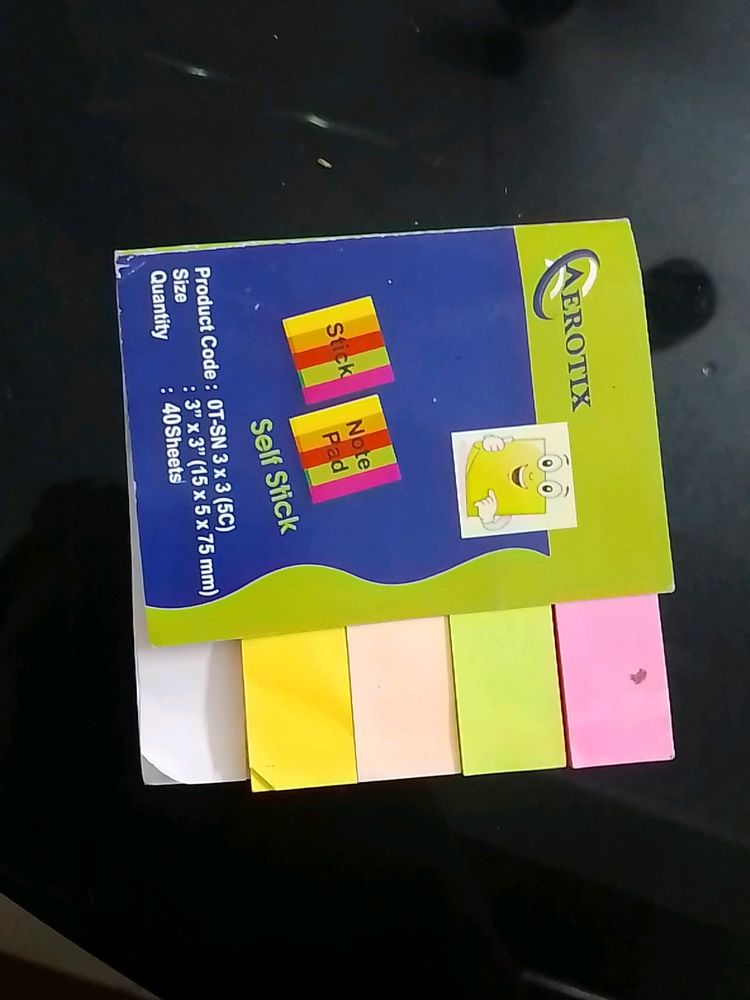 AEROTIX
Stick
Note
Pad
Self Stick
Product Code : OT-SN 3 x 3 (5C)
Size : 3" x 3" (15 x 5 x 75 mm)
Quantity : 40Sheets